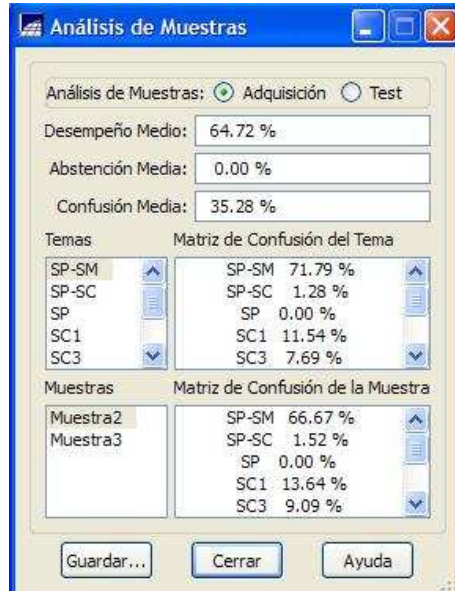 Análisis de Muestras
Análisis de Muestras: Adquisición Test
Desempeño Medio: 64.72 %
Abstención Media: 0.00 %
Confusión Media: 35.28 %
Temas Matriz de Confusión del Tema
SP-SM SP-SM 71.79 %
SP-SC SP-SC 1.28 %
SP SP 0.00 %
SC1 SC1 11.54 %
SC3 SC3 7.69 %
Muestras Matriz de Confusión de la Muestra
Muestra2 SP-SM 66.67 %
Muestra3 SP-SC 1.52 %
SP 0.00 %
SC1 13.64 %
SC3 9.09 %
Guardar... Cerrar Ayuda